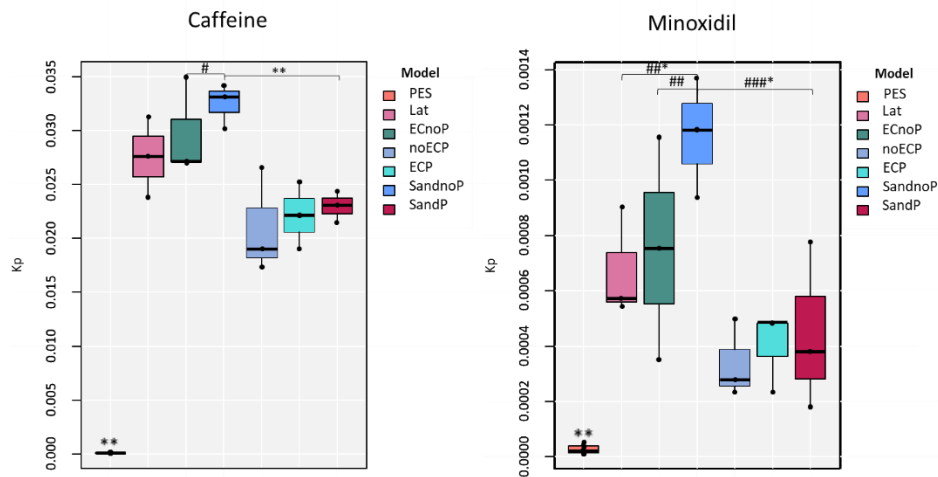 Caffeine
#
**
**
Kp
0.035
0.030
0.025
0.020
0.015
0.010
0.005
0.000
Model
PES
Lat
ECnoP
noECP
ECP
SandnoP
SandP
Minoxidil
##*
##
###*
**
Kp
0.0014
0.0012
0.0010
0.0008
0.0006
0.0004
0.0002
0.0000
Model
PES
Lat
ECnoP
noECP
ECP
SandnoP
SandP